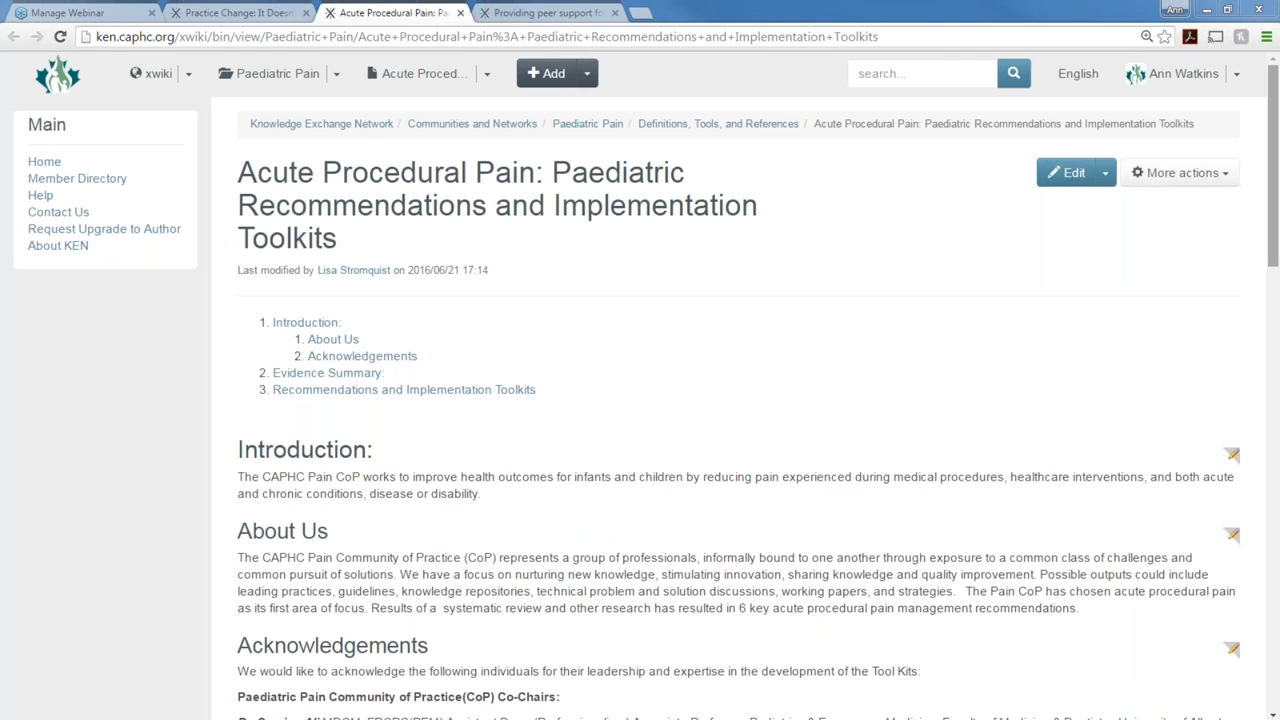 Manage Webinar
Practice Change: It Doesn
Acute Procedural Pain: Pa
Providing peer support fo
Ann
ken.caphc.org/xwiki/bin/view/Paediatric+Pain/Acute+Procedural+Pain%3A+Paediatric+Recommendations+and+Implementation+Toolkits
xwiki
Paediatric Pain
Acute Proced...
Add
search...
English
Ann Watkins
Main
Home
Member Directory
Help
Contact Us
Request Upgrade to Author
About KEN
Knowledge Exchange Network / Communities and Networks / Paediatric Pain / Definitions, Tools, and References / Acute Procedural Pain: Paediatric Recommendations and Implementation Toolkits
Acute Procedural Pain: Paediatric
Recommendations and Implementation
Toolkits
Edit
More actions
Last modified by Lisa Stromquist on 2016/06/21 17:14
1. Introduction:
1. About Us
2. Acknowledgements
2. Evidence Summary:
3. Recommendations and Implementation Toolkits
Introduction:
The CAPHC Pain CoP works to improve health outcomes for infants and children by reducing pain experienced during medical procedures, healthcare interventions, and both acute
and chronic conditions, disease or disability.
About Us
The CAPHC Pain Community of Practice (CoP) represents a group of professionals, informally bound to one another through exposure to a common class of challenges and
common pursuit of solutions. We have a focus on nurturing new knowledge, stimulating innovation, sharing knowledge and quality improvement. Possible outputs could include
leading practices, guidelines, knowledge repositories, technical problem and solution discussions, working papers, and strategies. The Pain CoP has chosen acute procedural pain
as its first area of focus. Results of a systematic review and other research has resulted in 6 key acute procedural pain management recommendations.
Acknowledgements
We would like to acknowledge the following individuals for their leadership and expertise in the development of the Tool Kits:
Paediatric Pain Community of Practice(CoP) Co-Chairs: